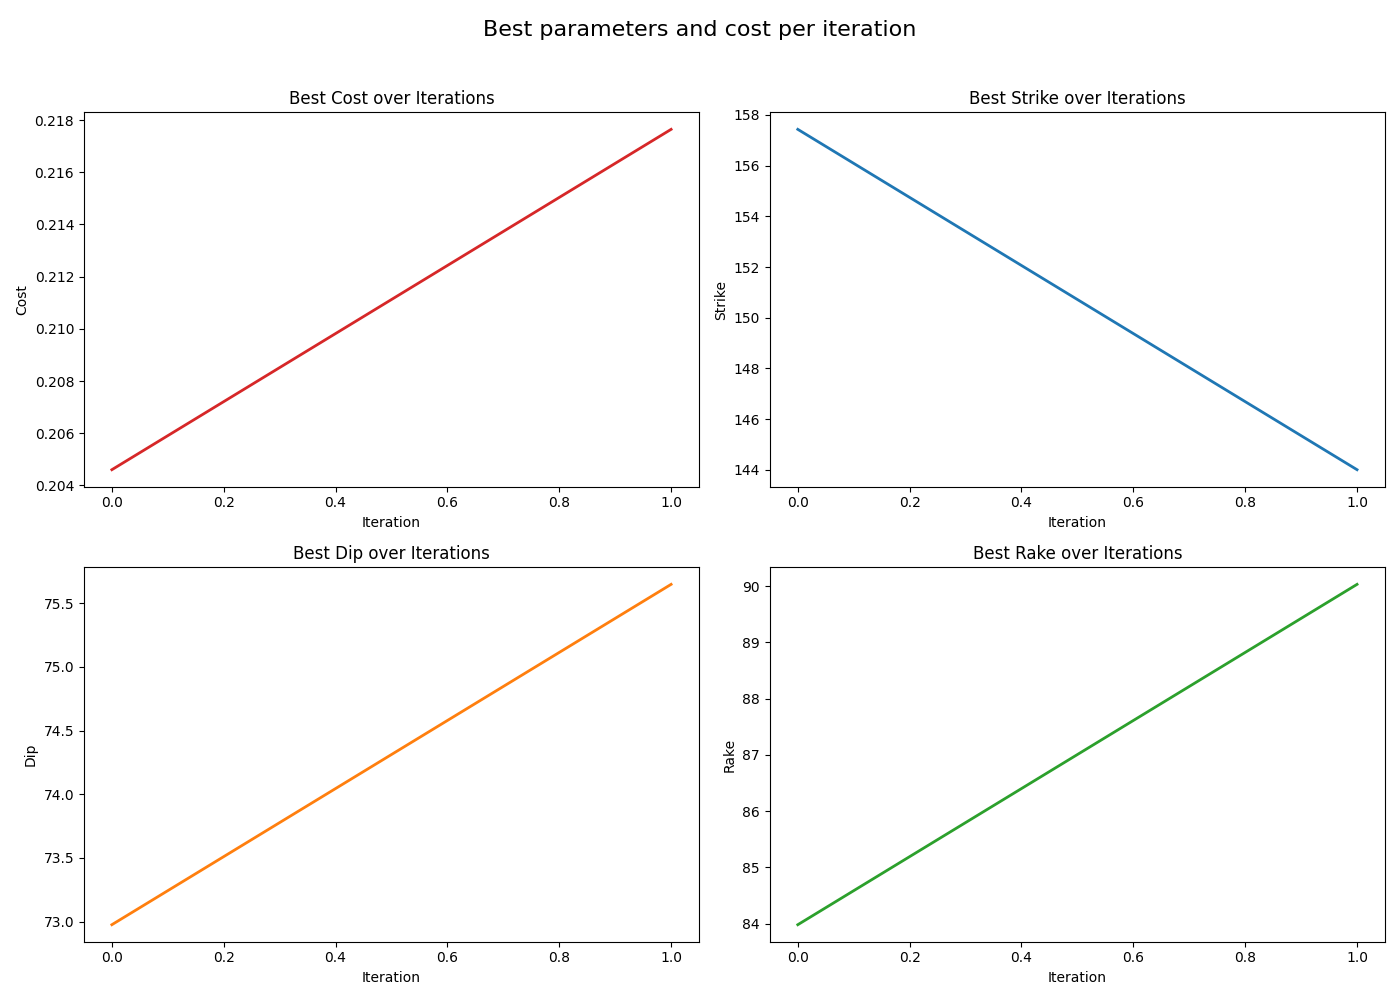 Best parameters and cost per iteration
Best Cost over Iterations
0.218
0.216
0.214
0.212
0.210
0.208
0.206
0.204
Cost
0.0 0.2 0.4 0.6 0.8 1.0
Iteration
Best Strike over Iterations
158
156
154
152
150
148
146
144
Strike
0.0 0.2 0.4 0.6 0.8 1.0
Iteration
Best Dip over Iterations
75.5
75.0
74.5
74.0
73.5
73.0
Dip
0.0 0.2 0.4 0.6 0.8 1.0
Iteration
Best Rake over Iterations
90
89
88
87
86
85
84
Rake
0.0 0.2 0.4 0.6 0.8 1.0
Iteration